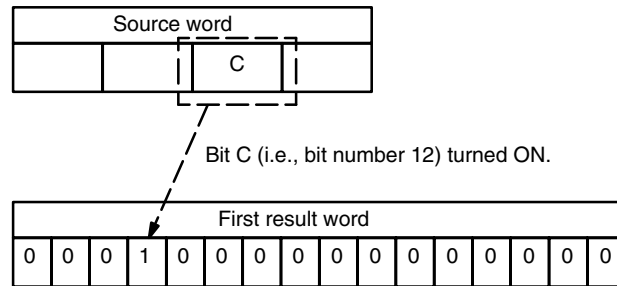 Source word
C
Bit C (i.e., bit number 12) turned ON.
First result word
0 0 0 1 0 0 0 0 0 0 0 0 0 0 0 0